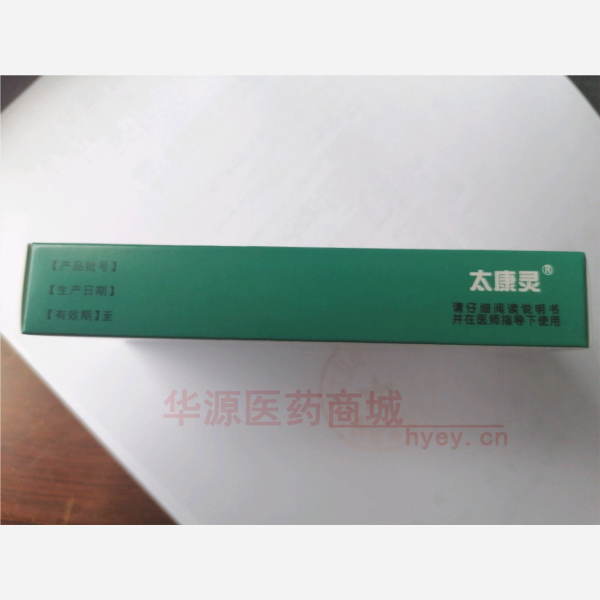 【产品批号】
【生产日期】
【有效期】至
太康灵®
请仔细阅读说明书
并在医师指导下使用
华源医药商城
hyey.cn